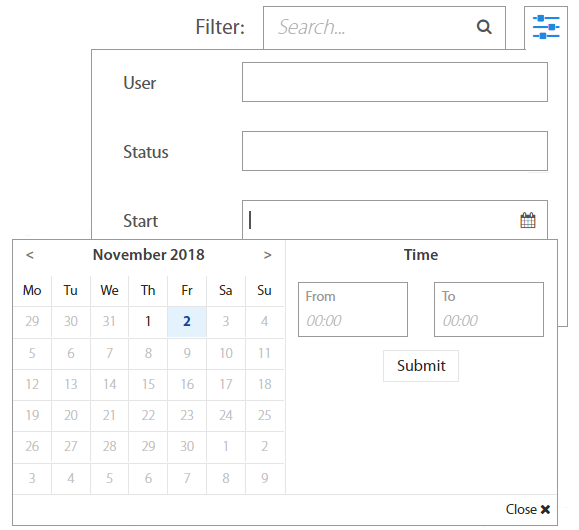 Filter: Search...
User
Status
Start
< November 2018 > Time
Mo Tu We Th Fr Sa Su
From To
29 30 31 1 2 3 4
00:00 00:00
5 6 7 8 9 10 11
Submit
12 13 14 15 16 17 18
19 20 21 22 23 24 25
26 27 28 29 30 1 2
3 4 5 6 7 8 9
Close ✖